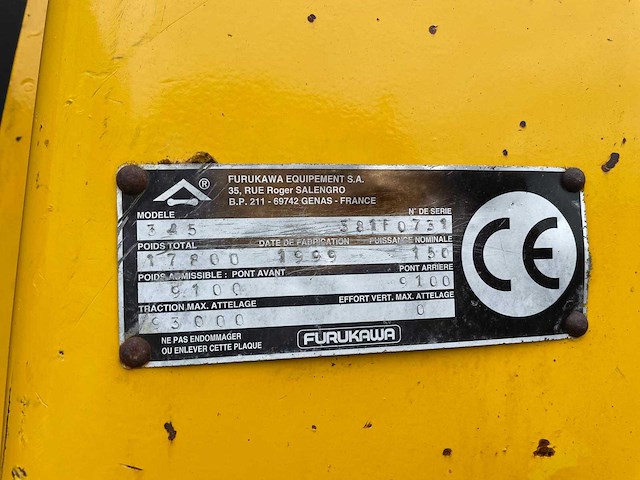 ®
FURUKAWA EQUIPEMENT S.A.
35, RUE Roger SALENGRO
B.P. 211 - 69742 GENAS - FRANCE
MODELE N° DE SERIE
345 381F0731
POIDS TOTAL DATE DE FABRICATION PUISSANCE NOMINALE
17800 1999 150
POIDS ADMISSIBLE : PONT AVANT PONT ARRIERE
9100 9100
TRACTION MAX. ATTELAGE EFFORT VERT. MAX. ATTELAGE
93000 0
NE PAS ENDOMMAGER
OU ENLEVER CETTE PLAQUE
FURUKAWA
CE